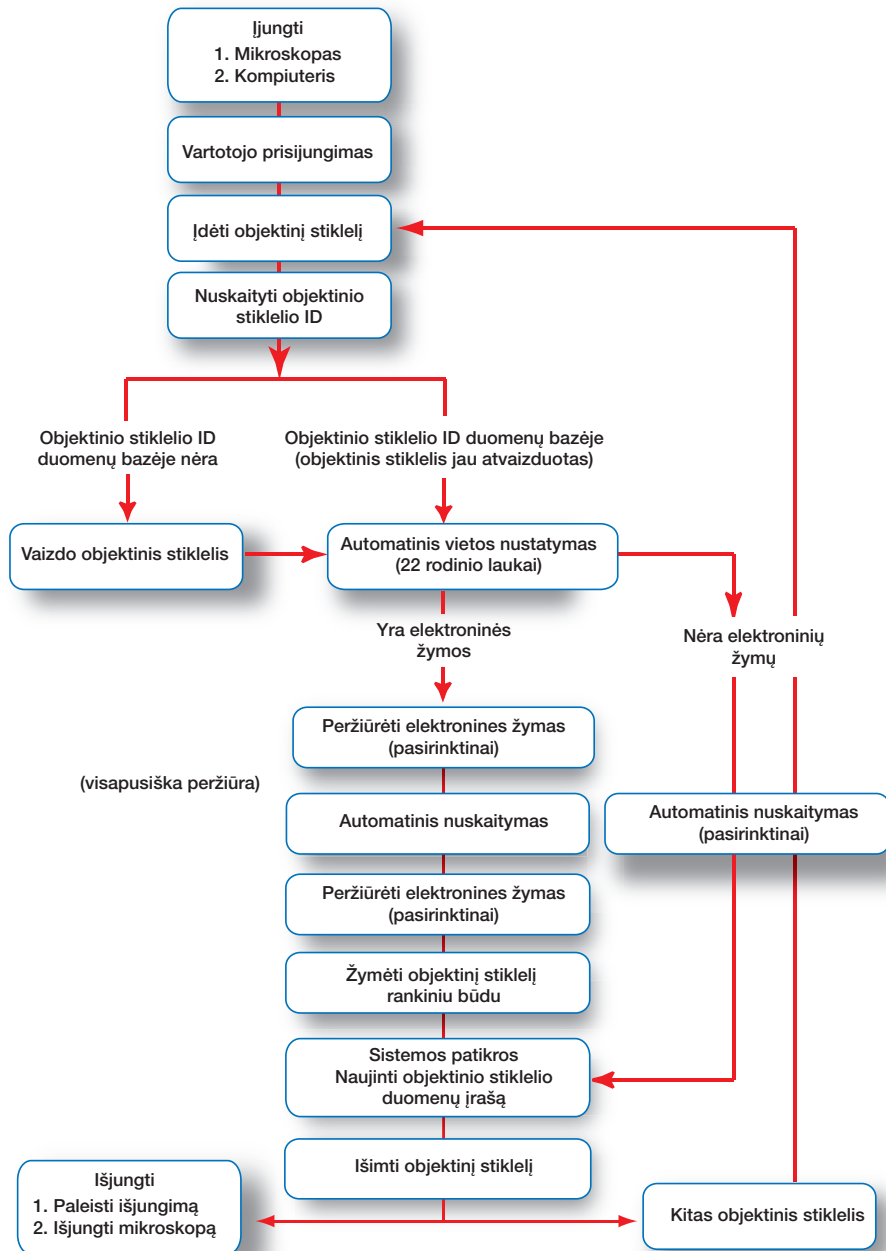 Įjungti
1. Mikroskopas
2. Kompiuteris
Vartotojo prisijungimas
Įdėti objektinį stiklelį
Nuskaityti objektinio
stiklelio ID
Objektinio stiklelio ID
duomenų bazėje nėra
Objektinio stiklelio ID duomenų bazėje
(objektinis stiklelis jau atvaizduotas)
Vaizdo objektinis stiklelis
Automatinis vietos nustatymas
(22 rodinio laukai)
Yra elektroninės
žymos
Nėra elektroninių
žymų
Peržiūrėti elektronines žymas
(pasirinktinai)
(visapusiška peržiūra)
Automatinis nuskaitymas
Automatinis nuskaitymas
(pasirinktinai)
Peržiūrėti elektronines žymas
(pasirinktinai)
Žymėti objektinį stiklelį
rankiniu būdu
Sistemos patikros
Naujinti objektinio stiklelio
duomenų įrašą
Išimti objektinį stiklelį
Išjungti
1. Paleisti išjungimą
2. Išjungti mikroskopą
Kitas objektinis stiklelis